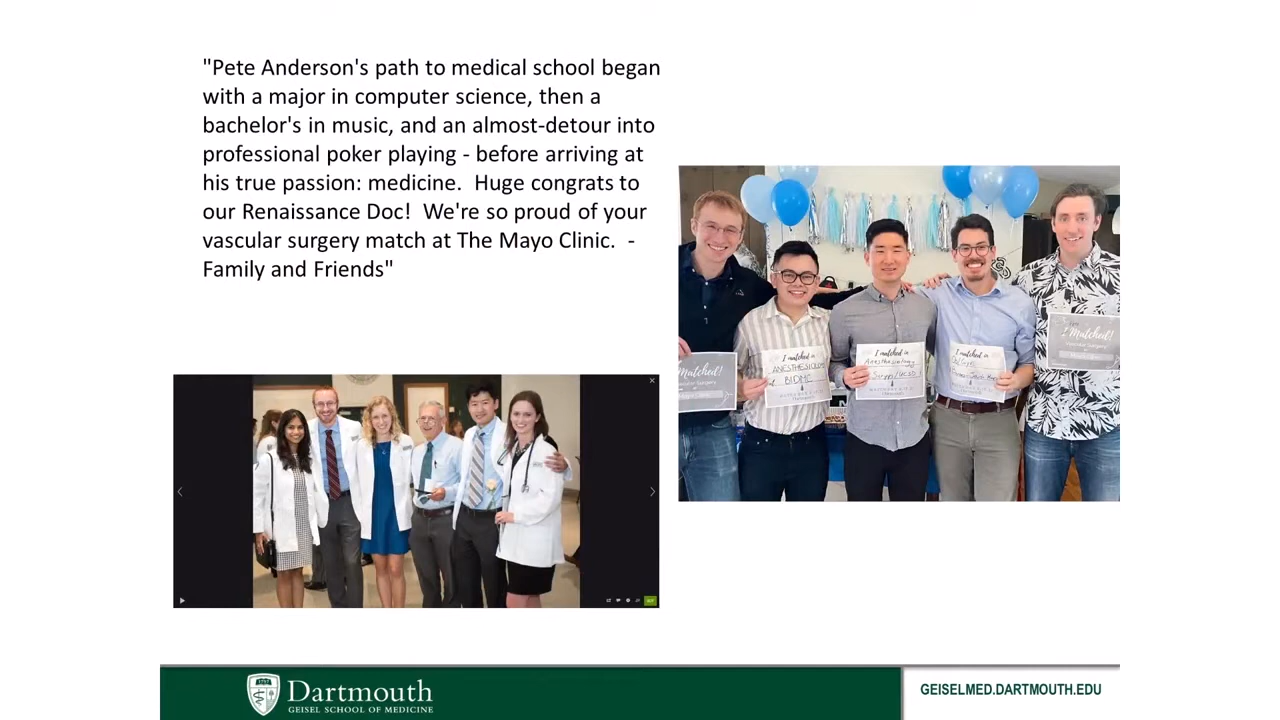 "Pete Anderson's path to medical school began
with a major in computer science, then a
bachelor's in music, and an almost-detour into
professional poker playing - before arriving at
his true passion: medicine.  Huge congrats to
our Renaissance Doc!  We're so proud of your
vascular surgery match at The Mayo Clinic.  -
Family and Friends"
Matched!
I matched in
ANESTHESIOLOGY
BIDMC
I matched in
Anesthesiology
I matched in
I Matched!
Dartmouth
GEISEL SCHOOL OF MEDICINE
GEISELMED.DARTMOUTH.EDU